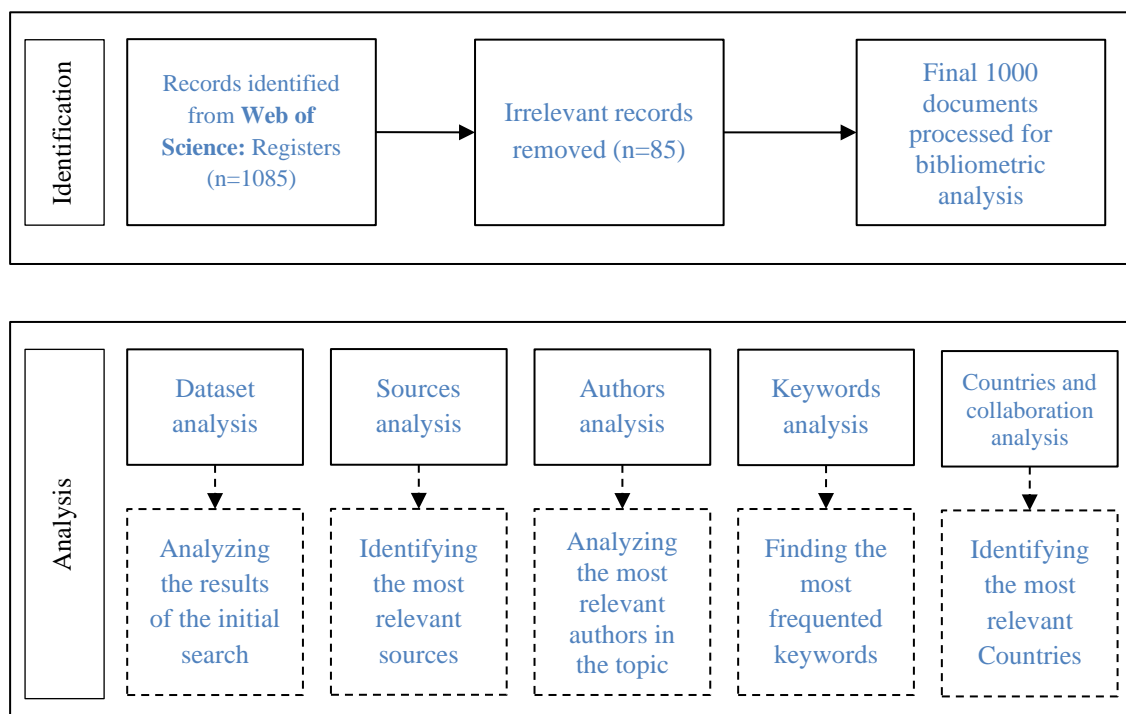 Identification
Records identified
from Web of
Science: Registers
(n=1085)
Irrelevant records
removed (n=85)
Final 1000
documents
processed for
bibliometric
analysis
Analysis
Dataset
analysis
Sources
analysis
Authors
analysis
Keywords
analysis
Countries and
collaboration
analysis
Analyzing
the results
of the initial
search
Identifying
the most
relevant
sources
Analyzing
the most
relevant
authors in
the topic
Finding the
most
frequented
keywords
Identifying
the most
relevant
Countries